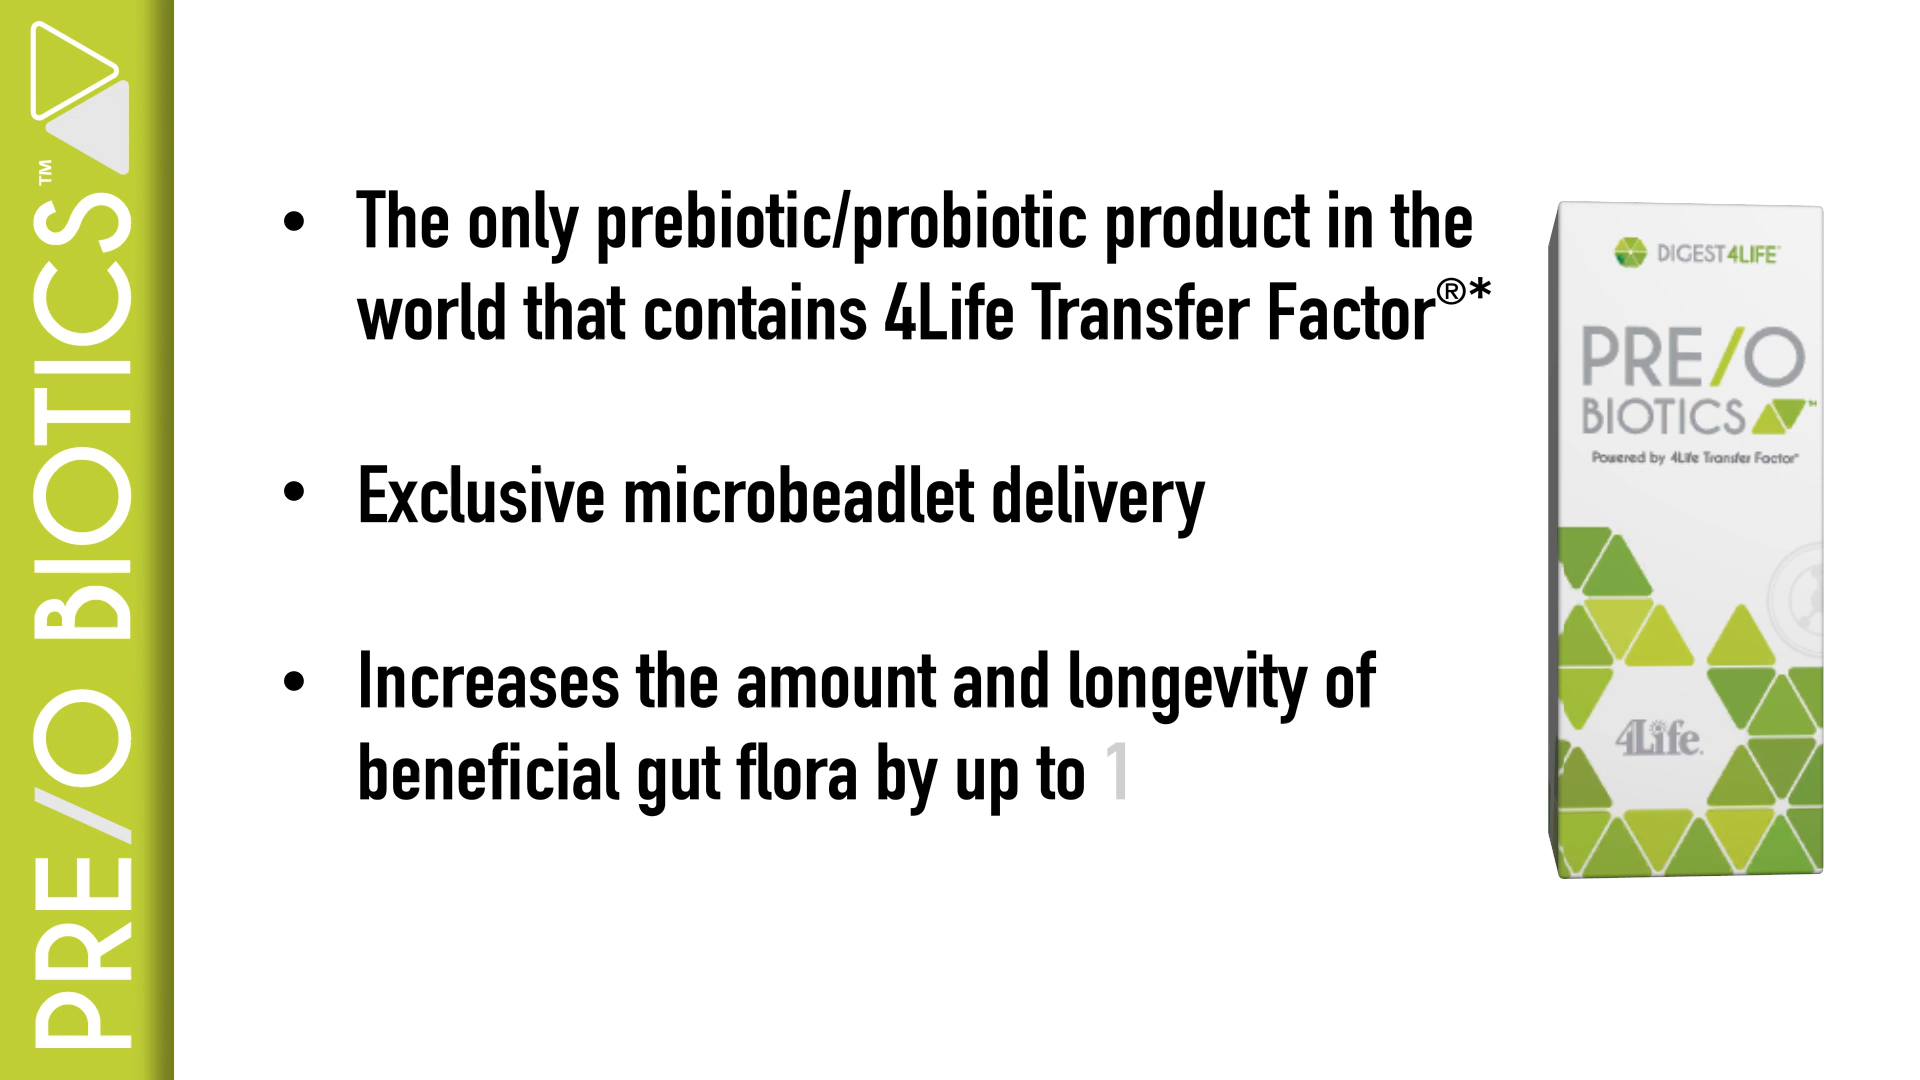 PRE/O BIOTICS™
• The only prebiotic/probiotic product in the
world that contains 4Life Transfer Factor®*
• Exclusive microbeadlet delivery
• Increases the amount and longevity of
beneficial gut flora by up to 1
DIGEST4LIFE™
PRE/O
BIOTICS™
Powered by 4Life Transfer Factor®
4Life®